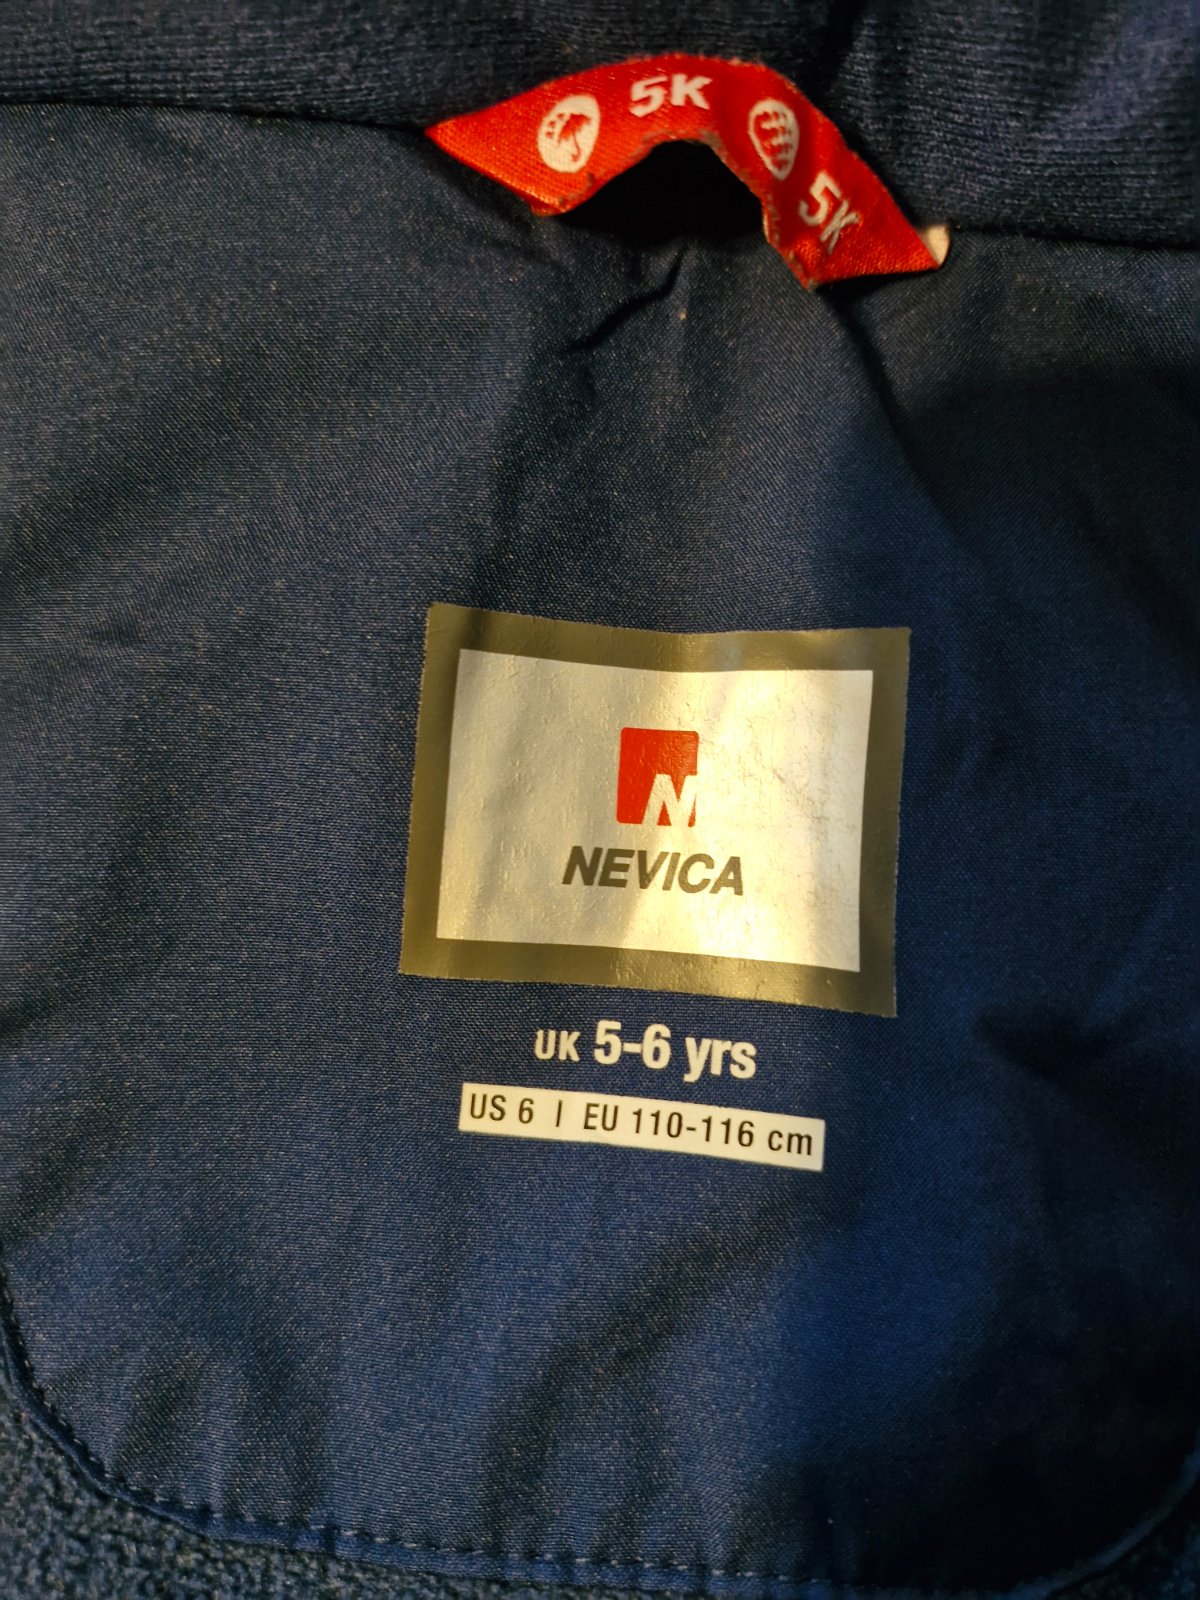 5K
5K
N
NEVICA
UK 5-6 yrs
US 6 | EU 110-116 cm